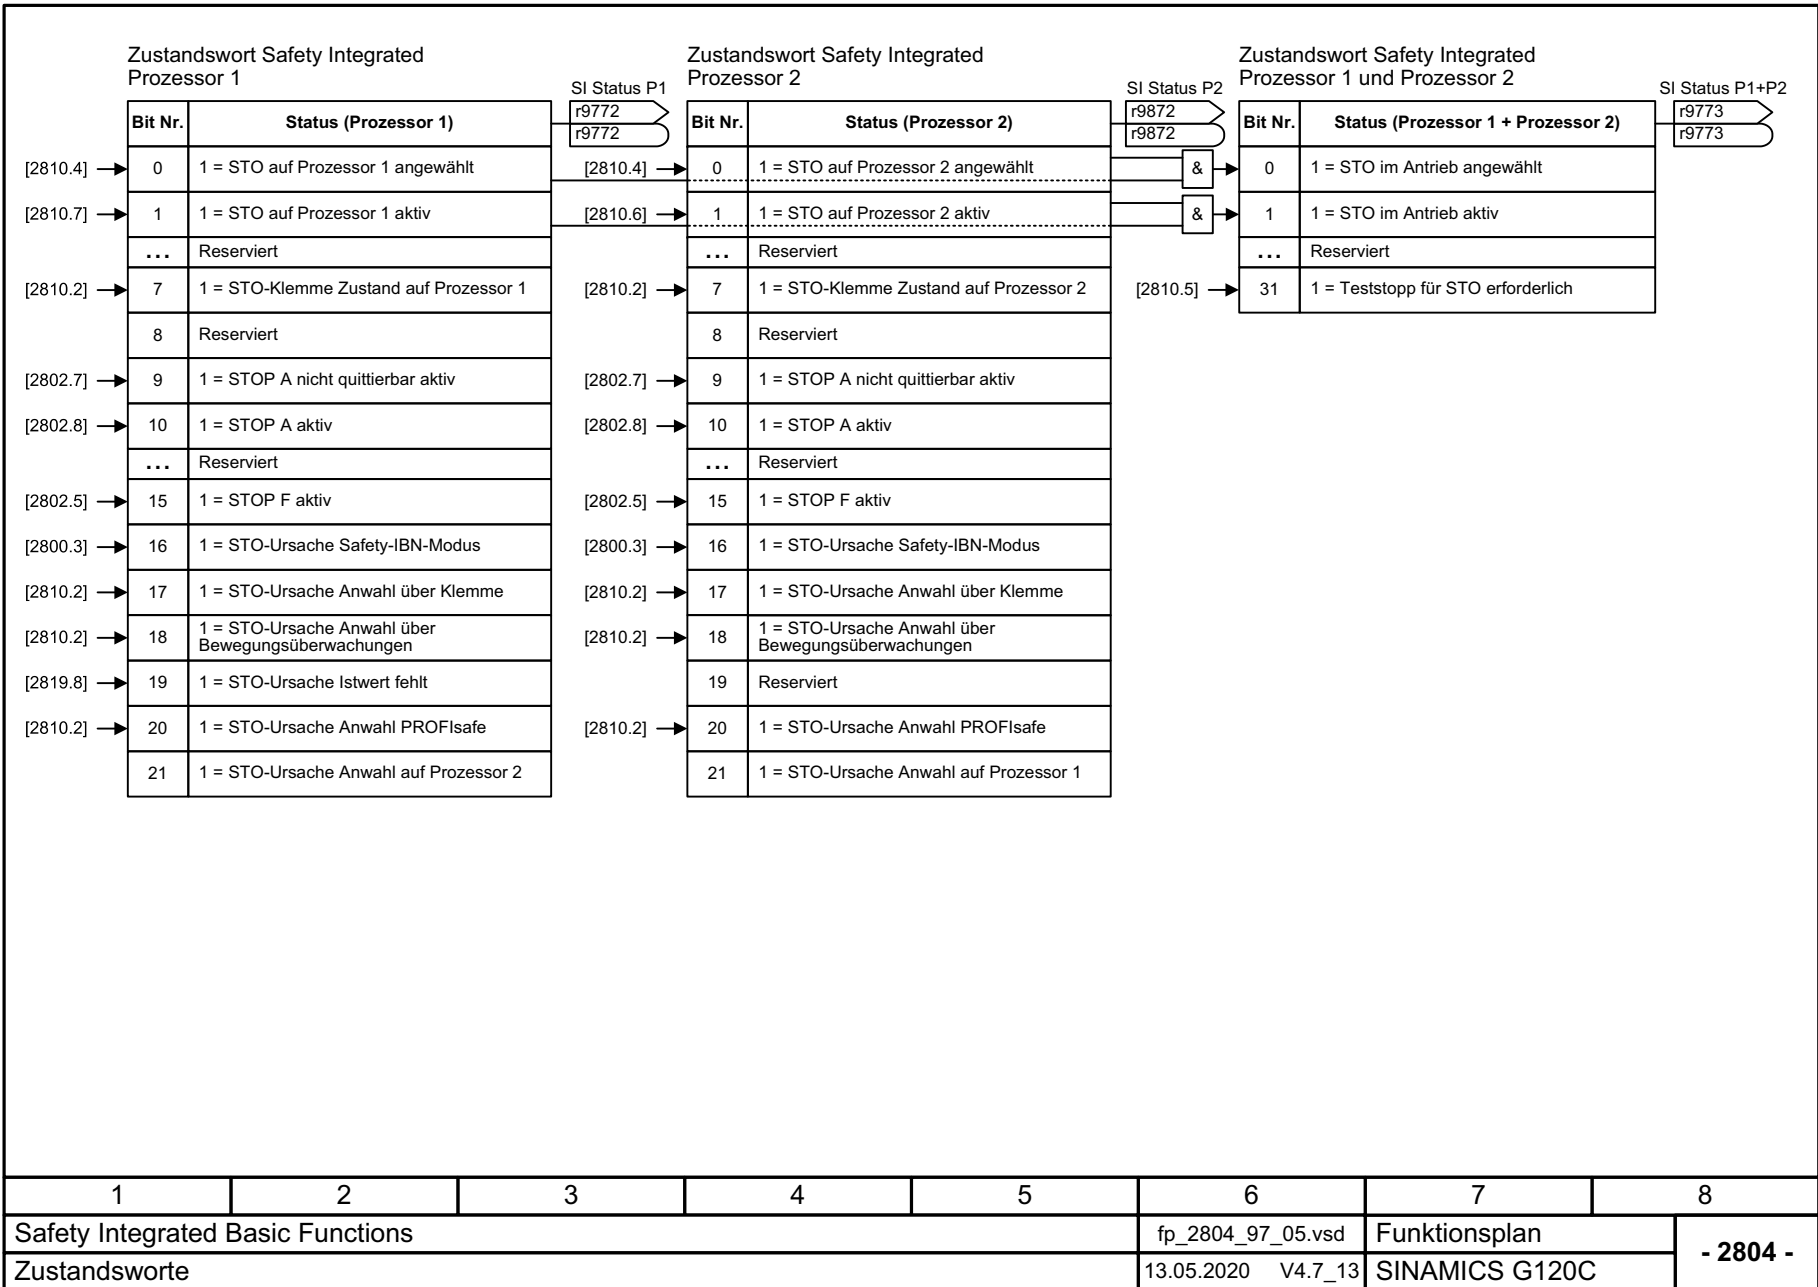 Zustandswort Safety Integrated
Prozessor 1
SI Status P1
r9772
r9772
Bit Nr. Status (Prozessor 1)
[2810.4] 0 1 = STO auf Prozessor 1 angewählt
[2810.7] 1 1 = STO auf Prozessor 1 aktiv
... Reserviert
[2810.2] 7 1 = STO-Klemme Zustand auf Prozessor 1
8 Reserviert
[2802.7] 9 1 = STOP A nicht quittierbar aktiv
[2802.8] 10 1 = STOP A aktiv
... Reserviert
[2802.5] 15 1 = STOP F aktiv
[2800.3] 16 1 = STO-Ursache Safety-IBN-Modus
[2810.2] 17 1 = STO-Ursache Anwahl über Klemme
[2810.2] 18 1 = STO-Ursache Anwahl über
Bewegungsüberwachungen
[2819.8] 19 1 = STO-Ursache Istwert fehlt
[2810.2] 20 1 = STO-Ursache Anwahl PROFIsafe
21 1 = STO-Ursache Anwahl auf Prozessor 2
Zustandswort Safety Integrated
Prozessor 2
SI Status P2
r9872
r9872
Bit Nr. Status (Prozessor 2)
[2810.4] 0 1 = STO auf Prozessor 2 angewählt
[2810.6] 1 1 = STO auf Prozessor 2 aktiv
... Reserviert
[2810.2] 7 1 = STO-Klemme Zustand auf Prozessor 2
8 Reserviert
[2802.7] 9 1 = STOP A nicht quittierbar aktiv
[2802.8] 10 1 = STOP A aktiv
... Reserviert
[2802.5] 15 1 = STOP F aktiv
[2800.3] 16 1 = STO-Ursache Safety-IBN-Modus
[2810.2] 17 1 = STO-Ursache Anwahl über Klemme
[2810.2] 18 1 = STO-Ursache Anwahl über
Bewegungsüberwachungen
19 Reserviert
[2810.2] 20 1 = STO-Ursache Anwahl PROFIsafe
21 1 = STO-Ursache Anwahl auf Prozessor 1
Zustandswort Safety Integrated
Prozessor 1 und Prozessor 2
SI Status P1+P2
r9773
r9773
Bit Nr. Status (Prozessor 1 + Prozessor 2)
& 0 1 = STO im Antrieb angewählt
& 1 1 = STO im Antrieb aktiv
... Reserviert
[2810.5] 31 1 = Teststopp für STO erforderlich
1 2 3 4 5 6 7 8
Safety Integrated Basic Functions fp_2804_97_05.vsd Funktionsplan
- 2804 -
Zustandsworte 13.05.2020 V4.7_13 SINAMICS G120C